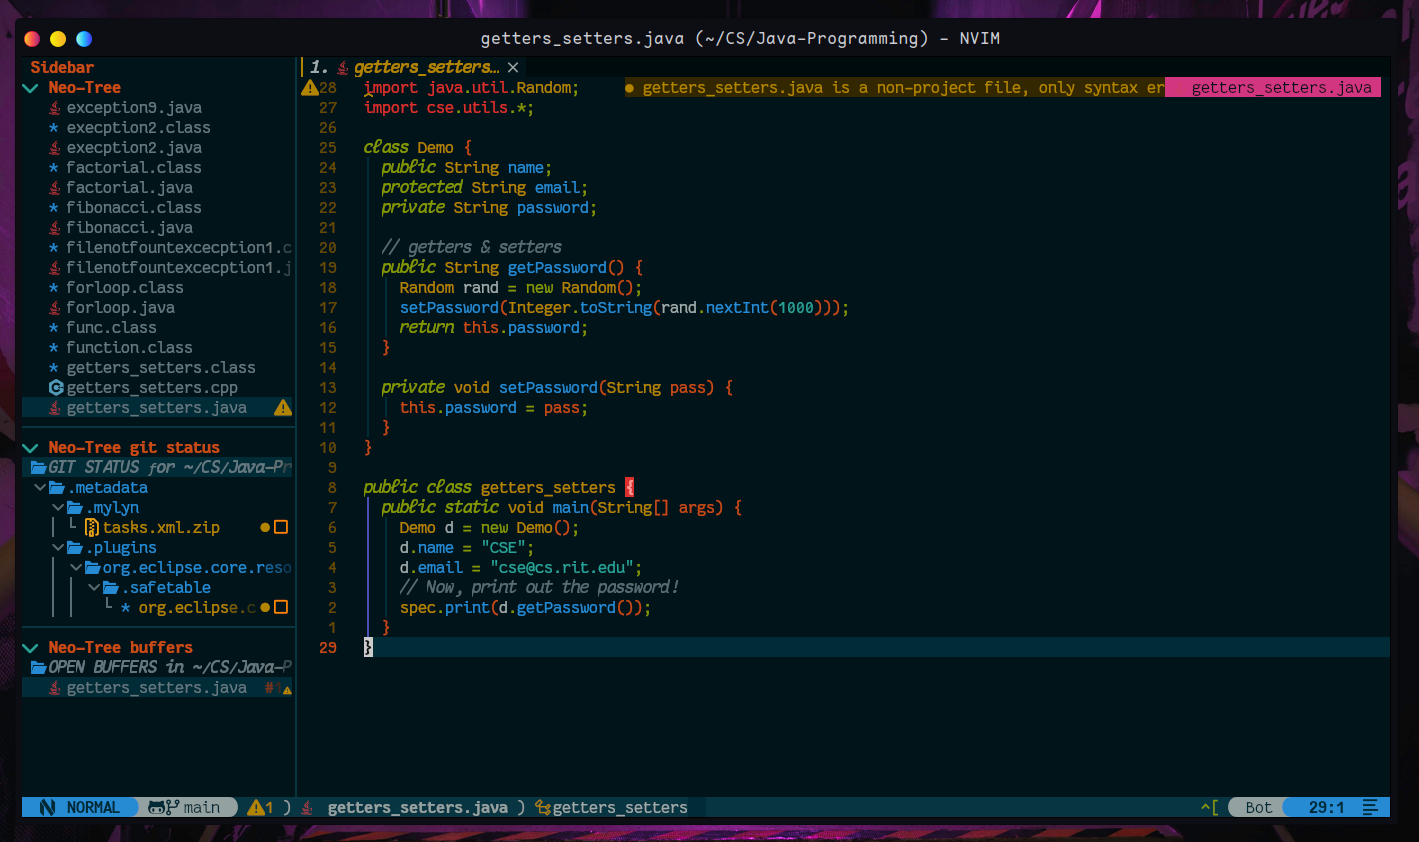 getters_setters.java (~/CS/Java-Programming) - NVIM
Sidebar
Neo-Tree
exception9.java
execption2.class
execption2.java
factorial.class
factorial.java
fibonacci.class
fibonacci.java
filenotfountexcecption1.c
filenotfountexcecption1.j
forloop.class
forloop.java
func.class
function.class
getters_setters.class
getters_setters.cpp
getters_setters.java
Neo-Tree git status
GIT STATUS for ~/CS/Java-Pr
.metadata
.mylyn
tasks.xml.zip
.plugins
org.eclipse.core.reso
.safetable
* org.eclipse.c
Neo-Tree buffers
OPEN BUFFERS in ~/CS/Java-P
getters_setters.java #1
1. getters_setters… ×
28 import java.util.Random; ● getters_setters.java is a non-project file, only syntax er getters_setters.java
27 import cse.utils.*;
26
25 class Demo {
24 public String name;
23 protected String email;
22 private String password;
21
20 // getters & setters
19 public String getPassword() {
18 Random rand = new Random();
17 setPassword(Integer.toString(rand.nextInt(1000)));
16 return this.password;
15 }
14
13 private void setPassword(String pass) {
12 this.password = pass;
11 }
10 }
9
8 public class getters_setters {
7 public static void main(String[] args) {
6 Demo d = new Demo();
5 d.name = "CSE";
4 d.email = "cse@cs.rit.edu";
3 // Now, print out the password!
2 spec.print(d.getPassword());
1 }
29 }
NORMAL main 1 ) getters_setters.java ) getters_setters ^[ Bot 29:1